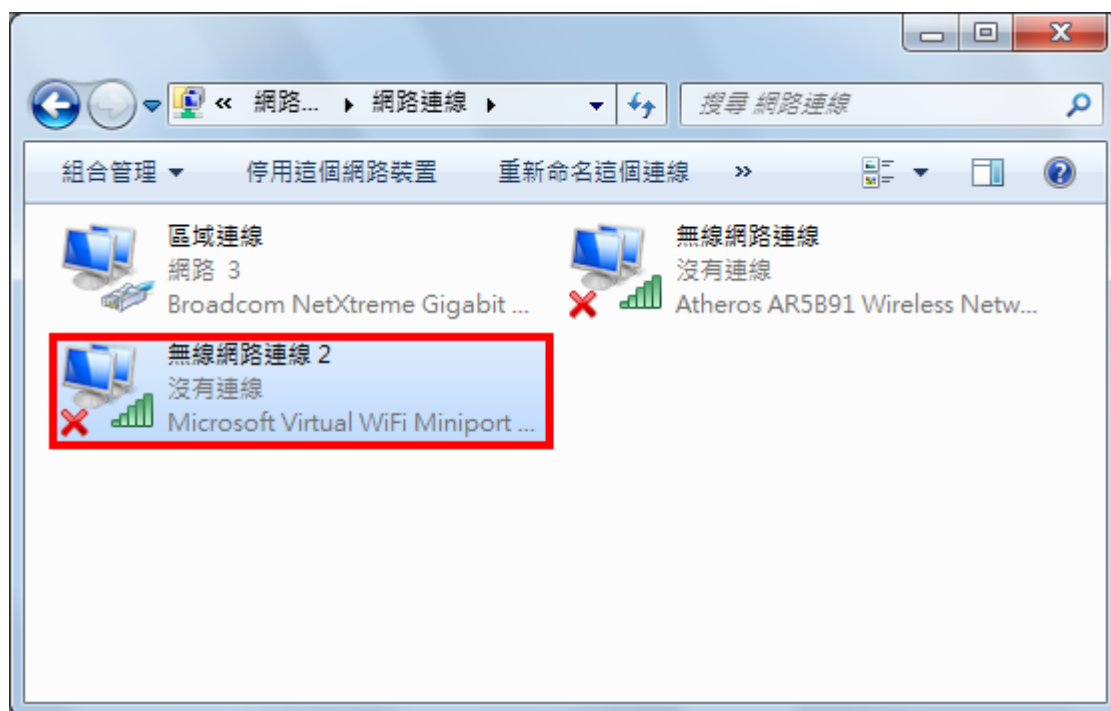 « 網路... ▸ 網路連線 ▸
搜尋 網路連線
組合管理 停用這個網路裝置 重新命名這個連線 »
區域連線
網路 3
Broadcom NetXtreme Gigabit ...
無線網路連線
沒有連線
Atheros AR5B91 Wireless Netw...
無線網路連線 2
沒有連線
Microsoft Virtual WiFi Miniport ...